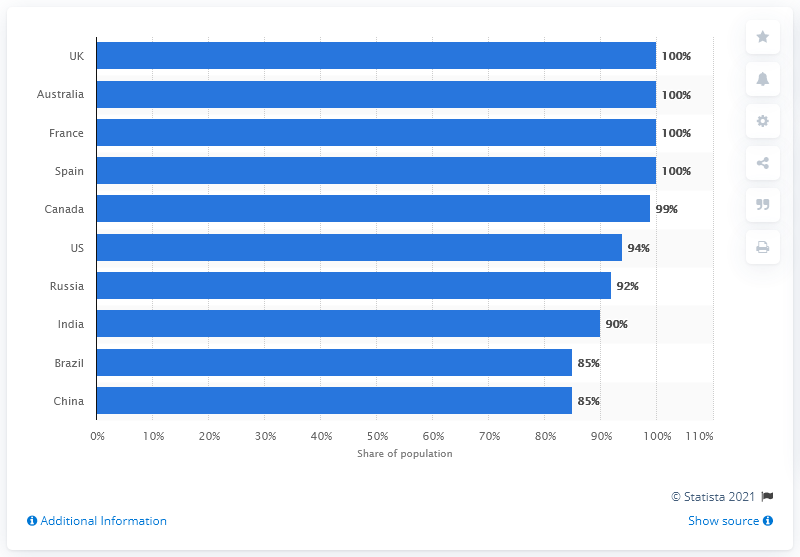 UK 100%
Australia 100%
France 100%
Spain 100%
Canada 99%
US 94%
Russia 92%
India 90%
Brazil 85%
China 85%
0% 10% 20% 30% 40% 50% 60% 70% 80% 90% 100% 110%
Share of population
© Statista 2021
Additional Information Show source